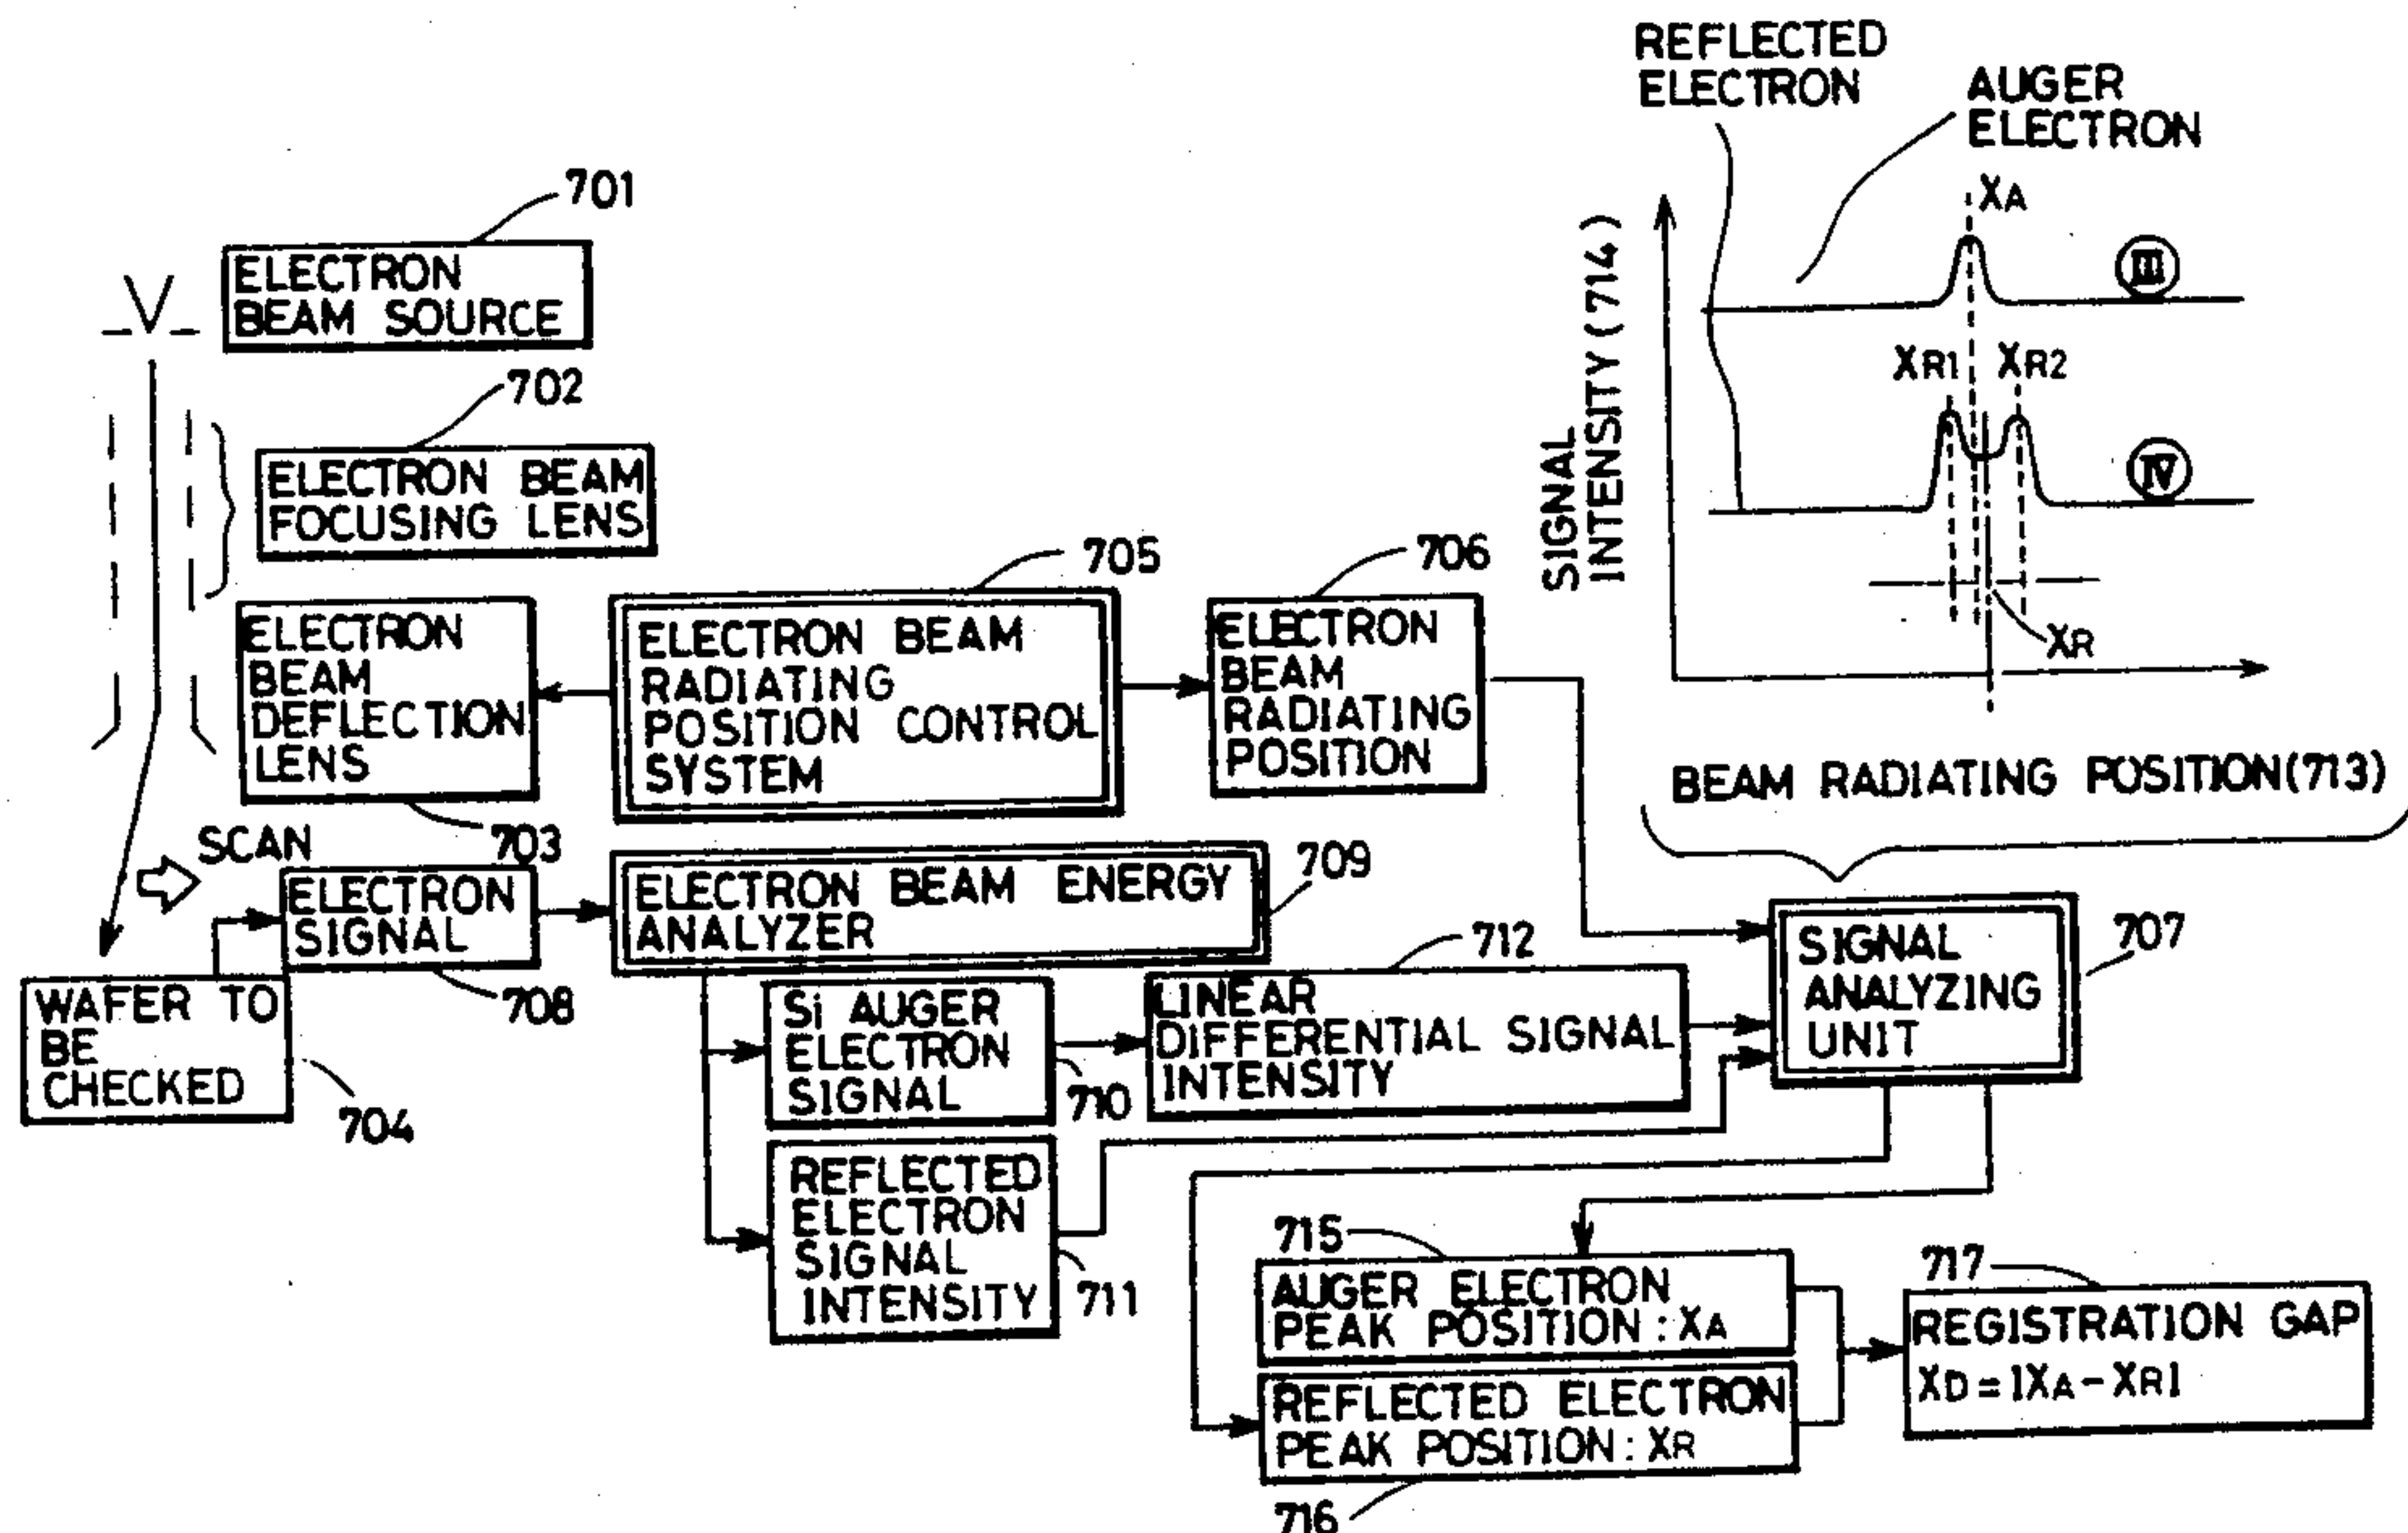 REFLECTED
ELECTRON
AUGER
ELECTRON
XA
SIGNAL
INTENSITY (714)
III
XR1
XR2
IV
XR
BEAM RADIATING POSITION(713)
701
ELECTRON
BEAM SOURCE
702
ELECTRON BEAM
FOCUSING LENS
ELECTRON
BEAM
DEFLECTION
LENS
703
705
ELECTRON BEAM
RADIATING
POSITION CONTROL
SYSTEM
706
ELECTRON
BEAM
RADIATING
POSITION
SCAN
ELECTRON
SIGNAL
708
ELECTRON BEAM ENERGY
ANALYZER
709
WAFER TO
BE
CHECKED
704
Si AUGER
ELECTRON
SIGNAL
710
712
LINEAR
DIFFERENTIAL SIGNAL
INTENSITY
SIGNAL
ANALYZING
UNIT
707
REFLECTED
ELECTRON
SIGNAL
INTENSITY
711
715
AUGER ELECTRON
PEAK POSITION : XA
REFLECTED ELECTRON
PEAK POSITION : XR
716
717
REGISTRATION GAP
XD = |XA - XR|